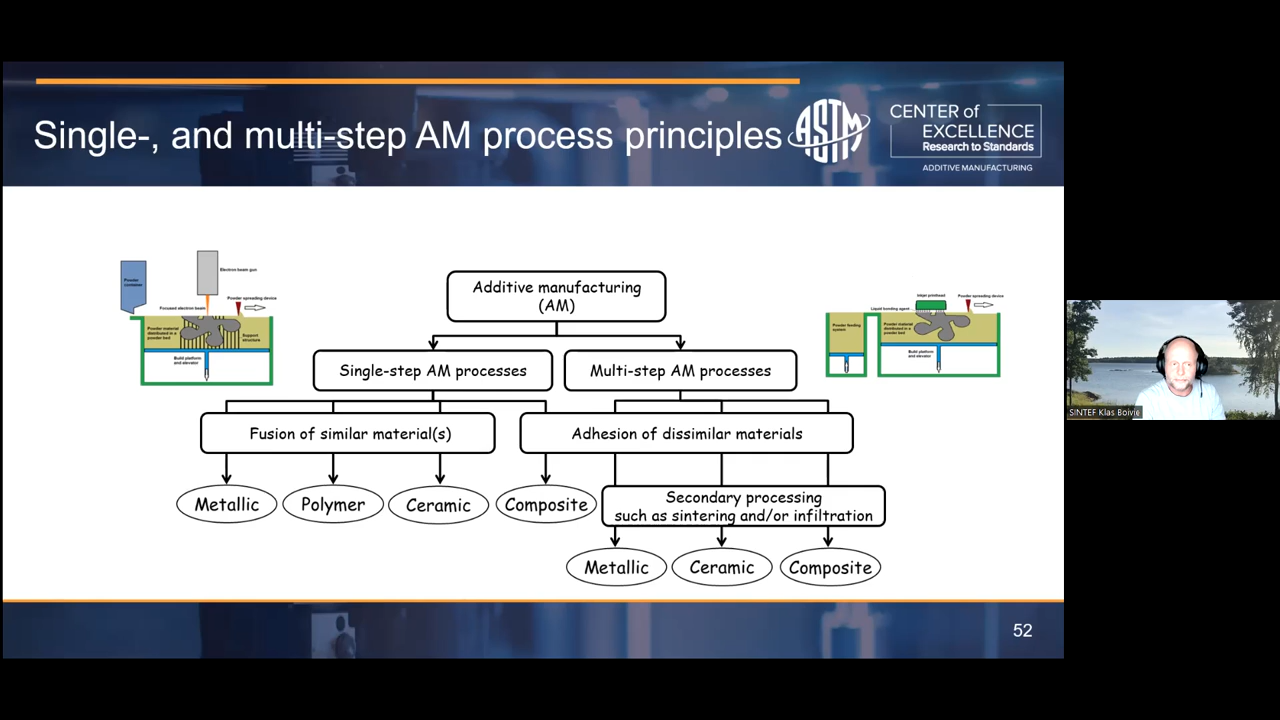 Single-, and multi-step AM process principles
ASTM
CENTER of
EXCELLENCE
Research to Standards
ADDITIVE MANUFACTURING
Powder
container
Electron beam gun
Focused electron beam
Powder spreading device
Powder material
distributed in a
powder bed
Support
structure
Build platform
and elevator
Additive manufacturing
(AM)
Single-step AM processes
Multi-step AM processes
Fusion of similar material(s)
Adhesion of dissimilar materials
Metallic
Polymer
Ceramic
Composite
Secondary processing
such as sintering and/or infiltration
Metallic
Ceramic
Composite
Inkjet printhead
Powder spreading device
Liquid bonding agent
Powder feeding
system
Powder material
distributed in a
powder bed
Build platform
and elevator
52
SINTEF Klas Boivie